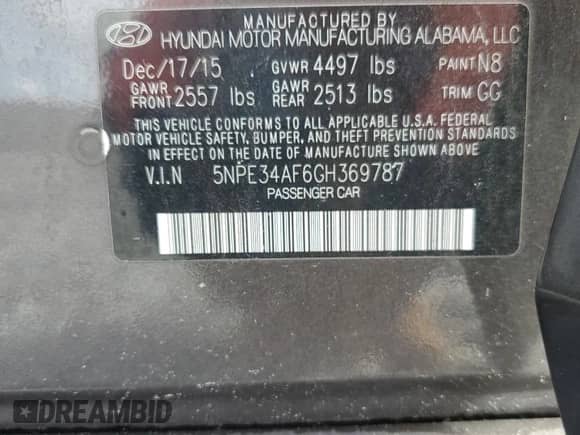 MANUFACTURED BY
HYUNDAI MOTOR MANUFACTURING ALABAMA, LLC
Dec/17/15 GVWR 4497 lbs PAINT N8
GAWR FRONT 2557 lbs GAWR REAR 2513 lbs TRIM GG
THIS VEHICLE CONFORMS TO ALL APPLICABLE U.S.A. FEDERAL
MOTOR VEHICLE SAFETY, BUMPER, AND THEFT PREVENTION STANDARDS
IN EFFECT ON THE DATE OF MANUFACTURE SHOWN ABOVE
V.I.N 5NPE34AF6GH369787
PASSENGER CAR
DREAMBID